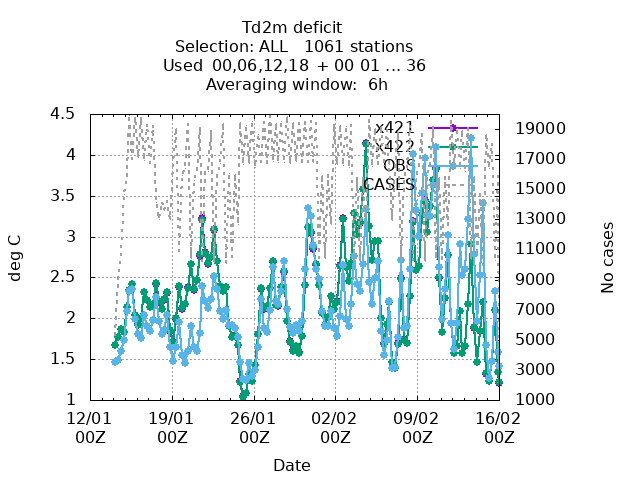 Td2m deficit
Selection: ALL   1061 stations
Used  00,06,12,18  + 00 01 ... 36
Averaging window:  6h
4.5
4
3.5
3
2.5
2
1.5
1
deg C
19000
17000
15000
13000
11000
9000
7000
5000
3000
1000
No cases
x421
x422
OBS
CASES
12/01 19/01 26/01 02/02 09/02 16/02
00Z 00Z 00Z 00Z 00Z 00Z
Date